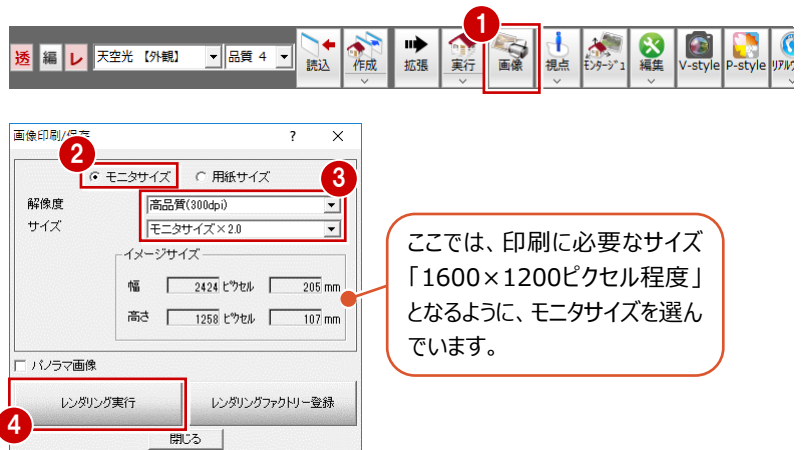 1
透 編 レ 天空光 【外観】 品質 4 読込 作成 拡張 実行 画像 視点 ﾓﾝﾀｰｼﾞｭ 編集 V-style P-style
画像印刷/保存 ? ×
2
モニタサイズ 用紙サイズ
3
解像度 高品質(300dpi)
サイズ モニタサイズ×2.0
イメージサイズ
幅 2424 ﾋﾟｸｾﾙ 205 mm
高さ 1258 ﾋﾟｸｾﾙ 107 mm
パノラマ画像
レンダリング実行 レンダリングファクトリー登録
4
閉じる
ここでは、印刷に必要なサイズ
「1600×1200ピクセル程度」
となるように、モニタサイズを選ん
でいます。